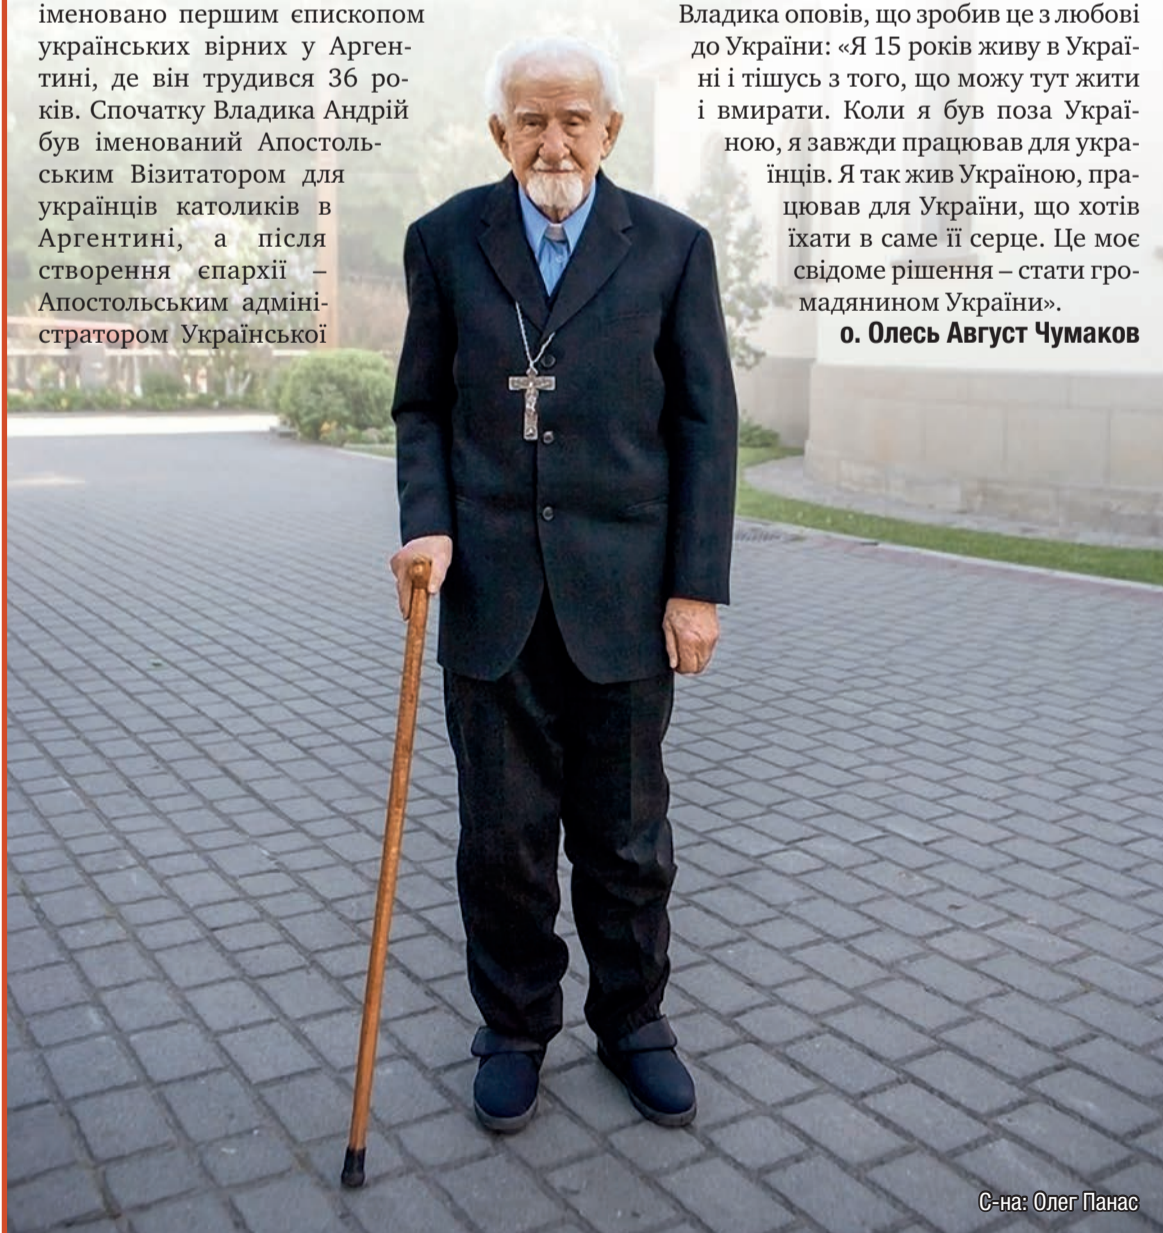 іменовано першим єпископом
українських вірних у Арген-
тині, де він трудився 36 ро-
ків. Спочатку Владика Андрій
був іменований Апостоль-
ським Візитатором для
українців католиків в
Аргентині, а після
створення єпархії –
Апостольським адміні-
стратором Української
Владика оповів, що зробив це з любові
до України: «Я 15 років живу в Украї-
ні і тішусь з того, що можу тут жити
і вмирати. Коли я був поза Украї-
ною, я завжди працював для укра-
їнців. Я так жив Україною, пра-
цював для України, що хотів
їхати в саме її серце. Це моє
свідоме рішення – стати гро-
мадянином України».
о. Олесь Август Чумаков
С-на: Олег Панас